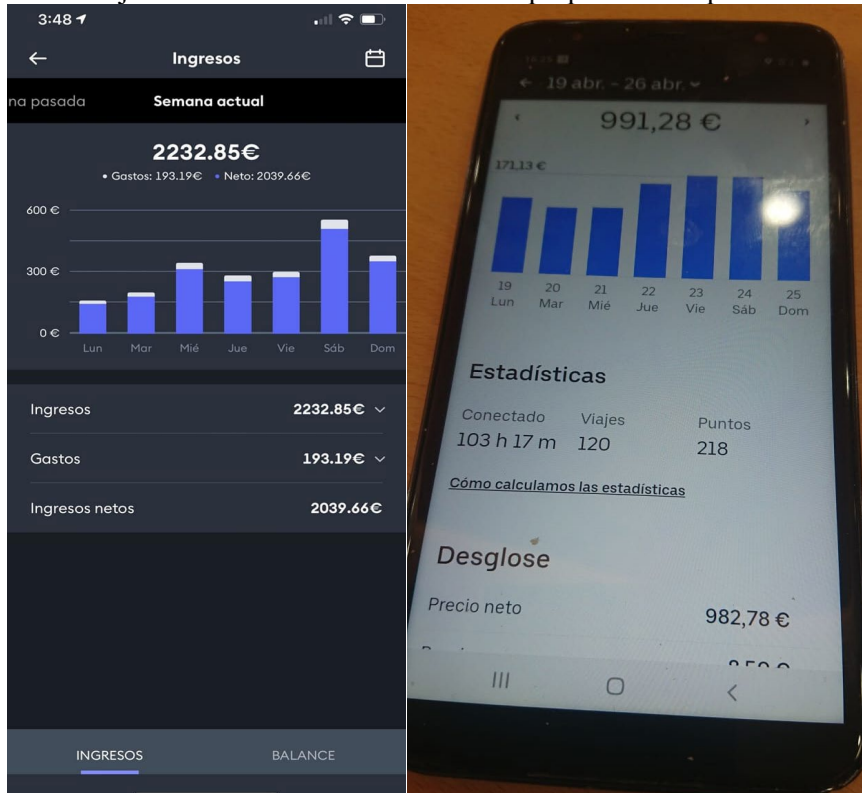 3:48
Ingresos
na pasada
Semana actual
2232.85€
• Gastos: 193.19€ • Neto: 2039.66€
600 €
300 €
0 €
Lun Mar Mié Jue Vie Sáb Dom
Ingresos 2232.85€
Gastos 193.19€
Ingresos netos 2039.66€
INGRESOS BALANCE
19 abr. – 26 abr.
991,28 €
171,13 €
19 20 21 22 23 24 25
Lun Mar Mié Jue Vie Sáb Dom
Estadísticas
Conectado Viajes Puntos
103 h 17 m 120 218
Cómo calculamos las estadísticas
Desglose
Precio neto 982,78 €